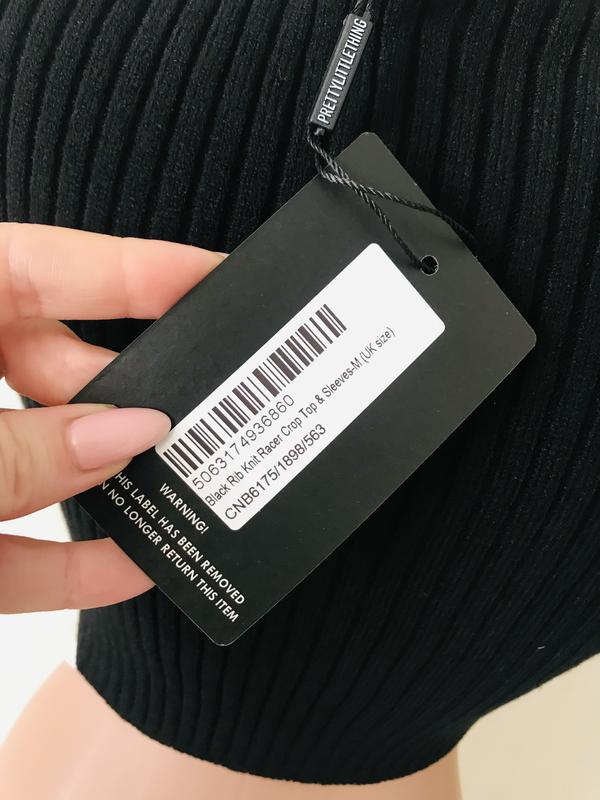 PRETTYLITTLETHING
5063174936860
Black Rib Knit Racer Crop Top & Sleeves-M (UK size)
CNB6175/1898/563
WARNING!
THIS LABEL HAS BEEN REMOVED
NO LONGER RETURN THIS ITEM